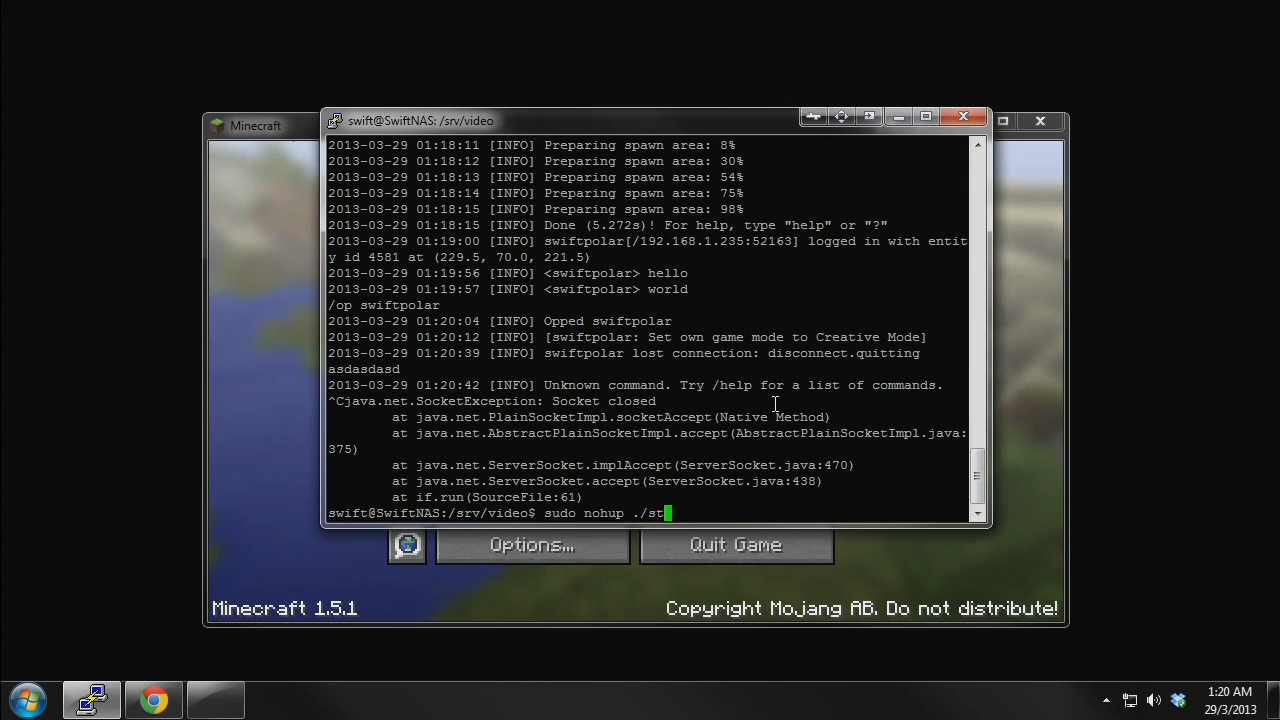 Minecraft
swift@SwiftNAS: /srv/video
2013-03-29 01:18:11 [INFO] Preparing spawn area: 8%
2013-03-29 01:18:12 [INFO] Preparing spawn area: 30%
2013-03-29 01:18:13 [INFO] Preparing spawn area: 54%
2013-03-29 01:18:14 [INFO] Preparing spawn area: 75%
2013-03-29 01:18:15 [INFO] Preparing spawn area: 98%
2013-03-29 01:18:15 [INFO] Done (5.272s)! For help, type "help" or "?"
2013-03-29 01:19:00 [INFO] swiftpolar[/192.168.1.235:52163] logged in with entit
y id 4581 at (229.5, 70.0, 221.5)
2013-03-29 01:19:56 [INFO] <swiftpolar> hello
2013-03-29 01:19:57 [INFO] <swiftpolar> world
/op swiftpolar
2013-03-29 01:20:04 [INFO] Opped swiftpolar
2013-03-29 01:20:12 [INFO] [swiftpolar: Set own game mode to Creative Mode]
2013-03-29 01:20:39 [INFO] swiftpolar lost connection: disconnect.quitting
asdasdasd
2013-03-29 01:20:42 [INFO] Unknown command. Try /help for a list of commands.
^Cjava.net.SocketException: Socket closed
at java.net.PlainSocketImpl.socketAccept(Native Method)
at java.net.AbstractPlainSocketImpl.accept(AbstractPlainSocketImpl.java:
375)
at java.net.ServerSocket.implAccept(ServerSocket.java:470)
at java.net.ServerSocket.accept(ServerSocket.java:438)
at if.run(SourceFile:61)
swift@SwiftNAS:/srv/video$ sudo nohup ./st
Options... Quit Game
Minecraft 1.5.1 Copyright Mojang AB. Do not distribute!
1:20 AM
29/3/2013